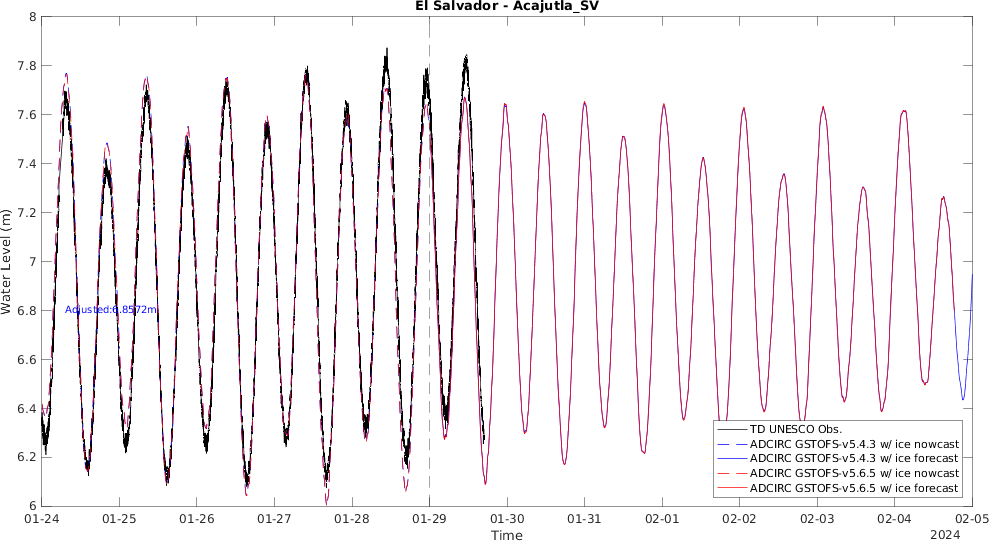 El Salvador - Acajutla_SV
8
7.8
7.6
7.4
7.2
7
6.8
6.6
6.4
6.2
6
Water Level (m)
Adjusted:6.8572m
TD UNESCO Obs.
ADCIRC GSTOFS-v5.4.3 w/ ice nowcast
ADCIRC GSTOFS-v5.4.3 w/ ice forecast
ADCIRC GSTOFS-v5.6.5 w/ ice nowcast
ADCIRC GSTOFS-v5.6.5 w/ ice forecast
01-24 01-25 01-26 01-27 01-28 01-29 01-30 01-31 02-01 02-02 02-03 02-04 02-05
Time
2024